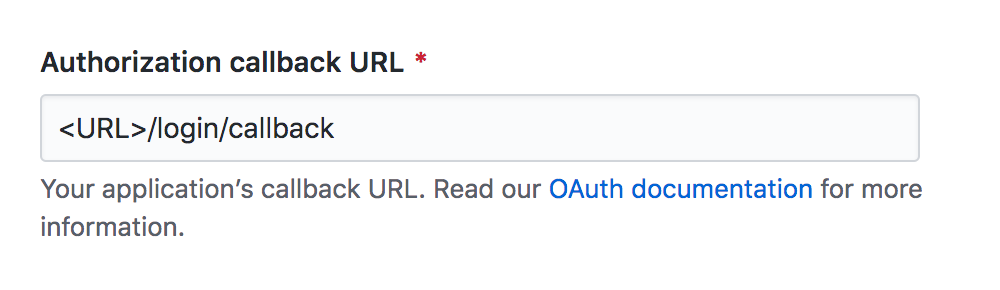 Authorization callback URL *
<URL>/login/callback
Your application’s callback URL. Read our OAuth documentation for more
information.